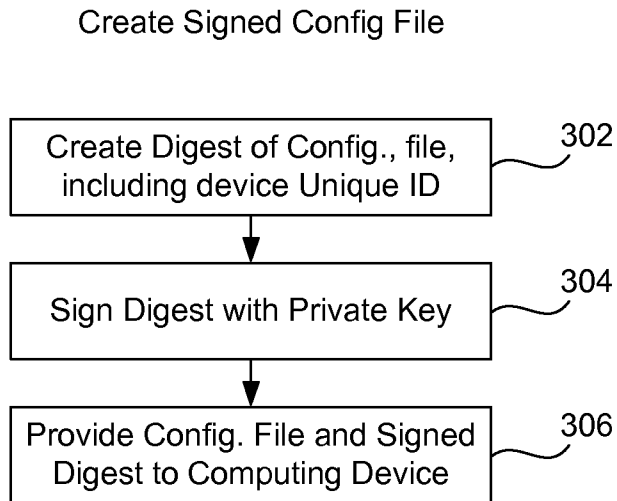 Create Signed Config File
302
Create Digest of Config., file,
including device Unique ID
304
Sign Digest with Private Key
306
Provide Config. File and Signed
Digest to Computing Device